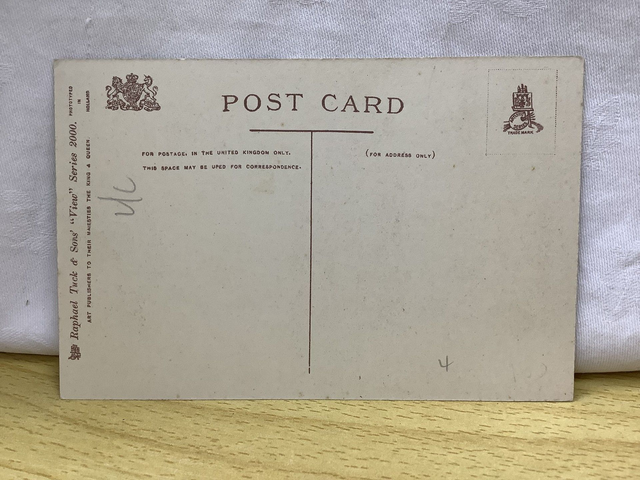 POST CARD
FOR POSTAGE, IN THE UNITED KINGDOM ONLY,
THIS SPACE MAY BE USED FOR CORRESPONDENCE.
(FOR ADDRESS ONLY)
TRADE MARK
Raphael Tuck & Sons' "View" Series 2000.
PHOTOTYPED
IN
HOLLAND
ART PUBLISHERS TO THEIR MAJESTIES THE KING & QUEEN
4